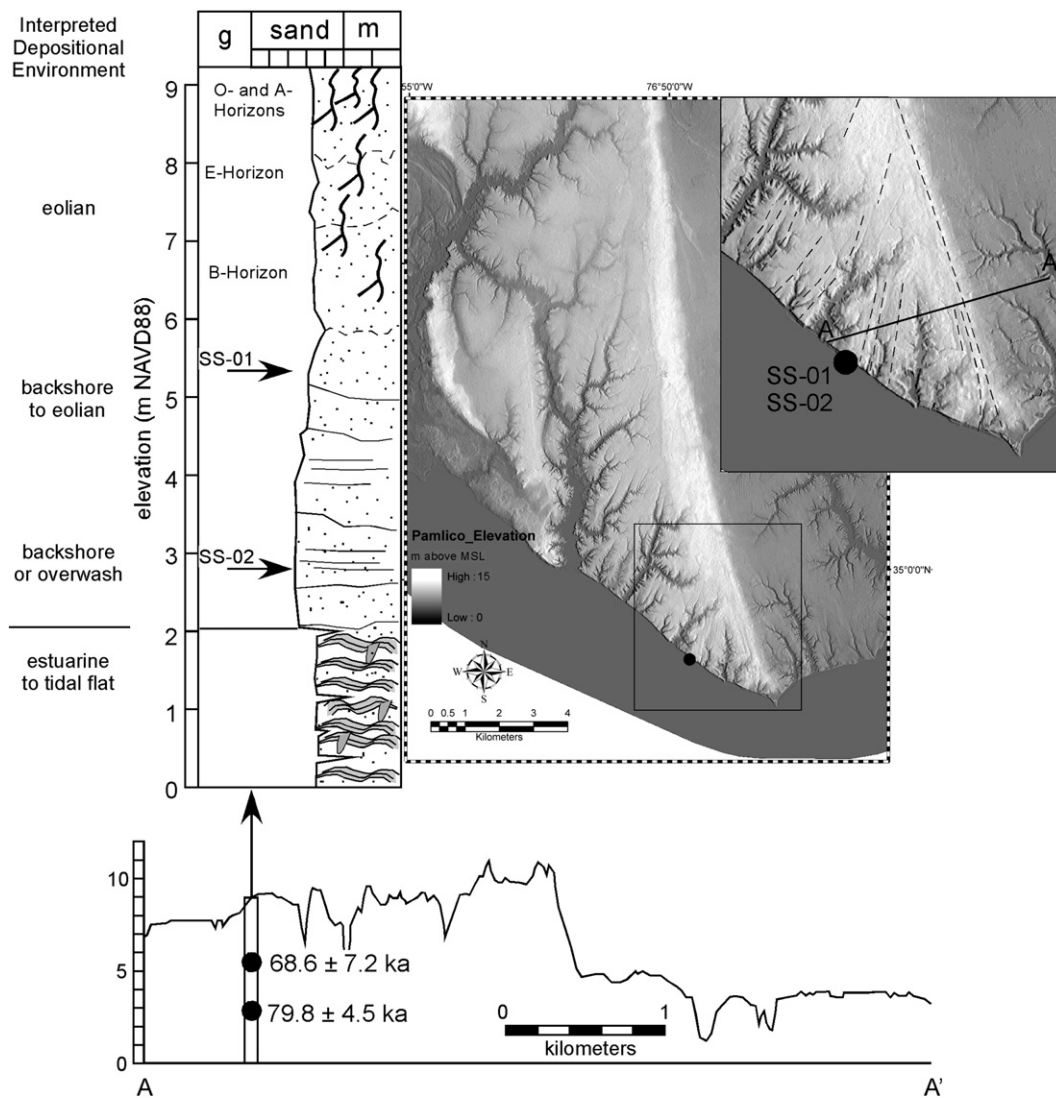 Interpreted
Depositional
Environment
g
sand
m
9
8
7
6
5
4
3
2
1
0
elevation (m NAVD88)
O- and A-
Horizons
E-Horizon
B-Horizon
SS-01
SS-02
eolian
backshore
to eolian
backshore
or overwash
estuarine
to tidal flat
55'0"W
76°50'0"W
35°0'0"N
A
A'
SS-01
SS-02
Pamlico_Elevation
m above MSL
High : 15
Low : 0
N
W
E
S
0 0.5 1 2 3 4
Kilometers
10
5
0
68.6 ± 7.2 ka
79.8 ± 4.5 ka
0 1
kilometers
A
A'